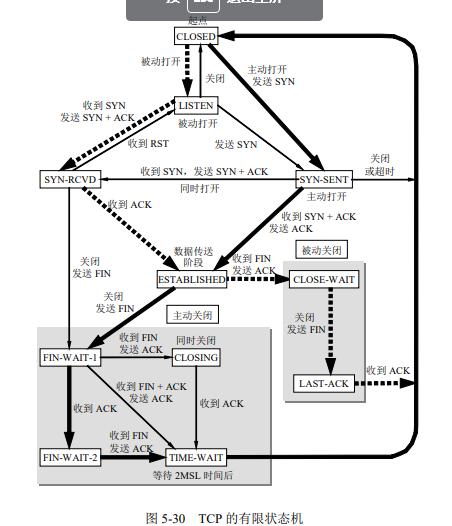 起点
CLOSED
被动打开
关闭
主动打开
发送 SYN
收到 SYN
发送 SYN + ACK
LISTEN
被动打开
收到 RST
发送 SYN
SYN-RCVD
收到 SYN，发送 SYN + ACK
同时打开
SYN-SENT
主动打开
关闭
或超时
收到 ACK
收到 SYN + ACK
发送 ACK
数据传送
阶段
ESTABLISHED
收到 FIN
发送 ACK
被动关闭
CLOSE-WAIT
关闭
发送 FIN
关闭
发送 FIN
主动关闭
关闭
发送 FIN
LAST-ACK
收到 ACK
FIN-WAIT-1
收到 FIN
发送 ACK
同时关闭
CLOSING
收到 FIN + ACK
发送 ACK
收到 ACK
收到 ACK
FIN-WAIT-2
收到 FIN
发送 ACK
TIME-WAIT
等待 2MSL 时间后
图 5-30 TCP 的有限状态机